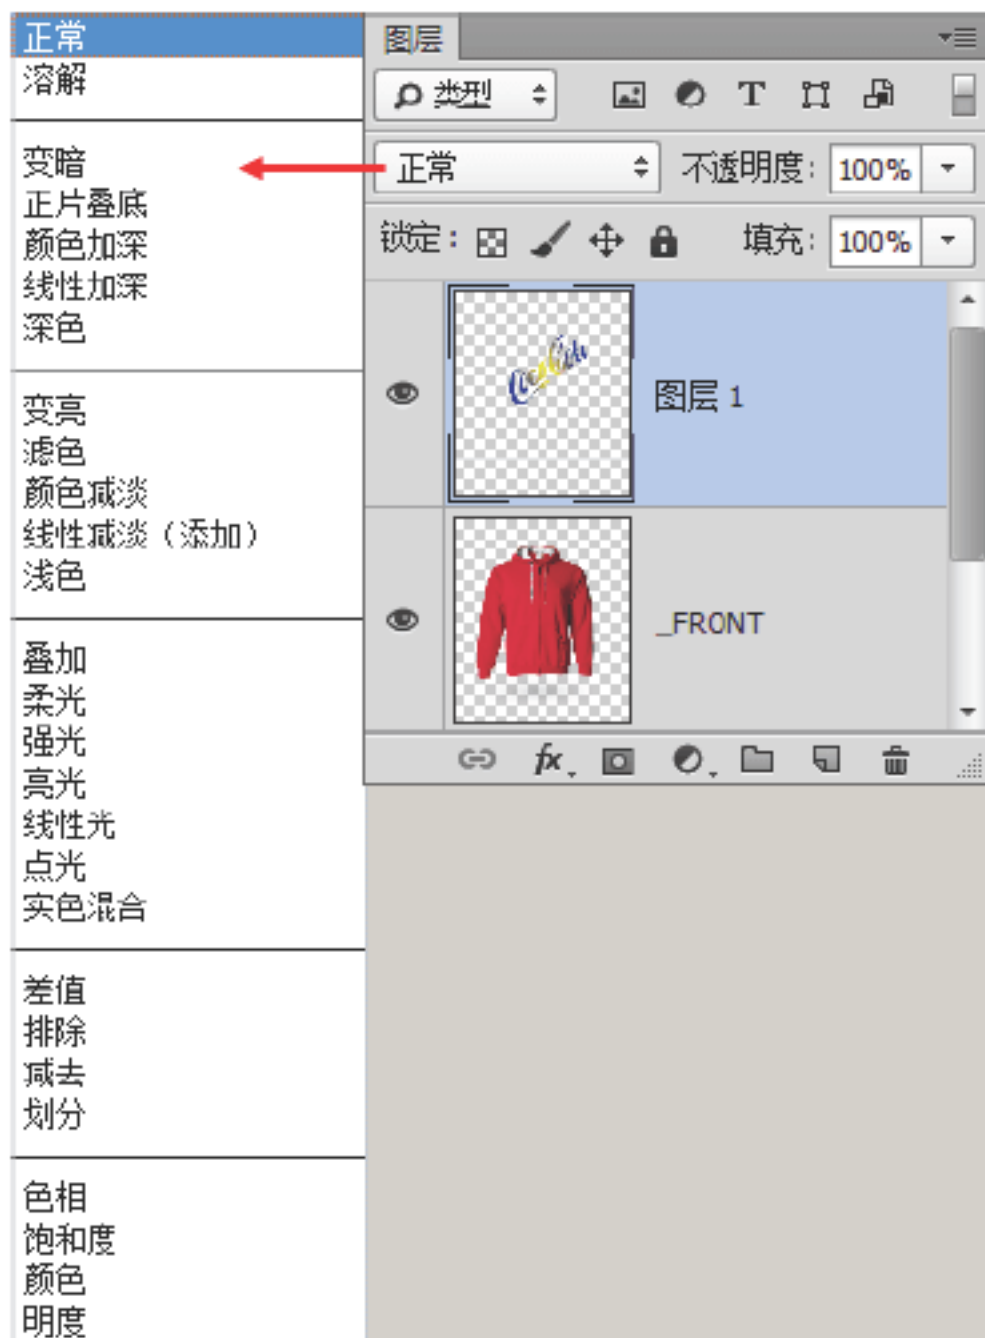 正常
溶解
变暗
正片叠底
颜色加深
线性加深
深色
变亮
滤色
颜色减淡
线性减淡（添加）
浅色
叠加
柔光
强光
亮光
线性光
点光
实色混合
差值
排除
减去
划分
色相
饱和度
颜色
明度
图层
类型
正常 不透明度: 100%
锁定: 填充: 100%
图层 1
_FRONT